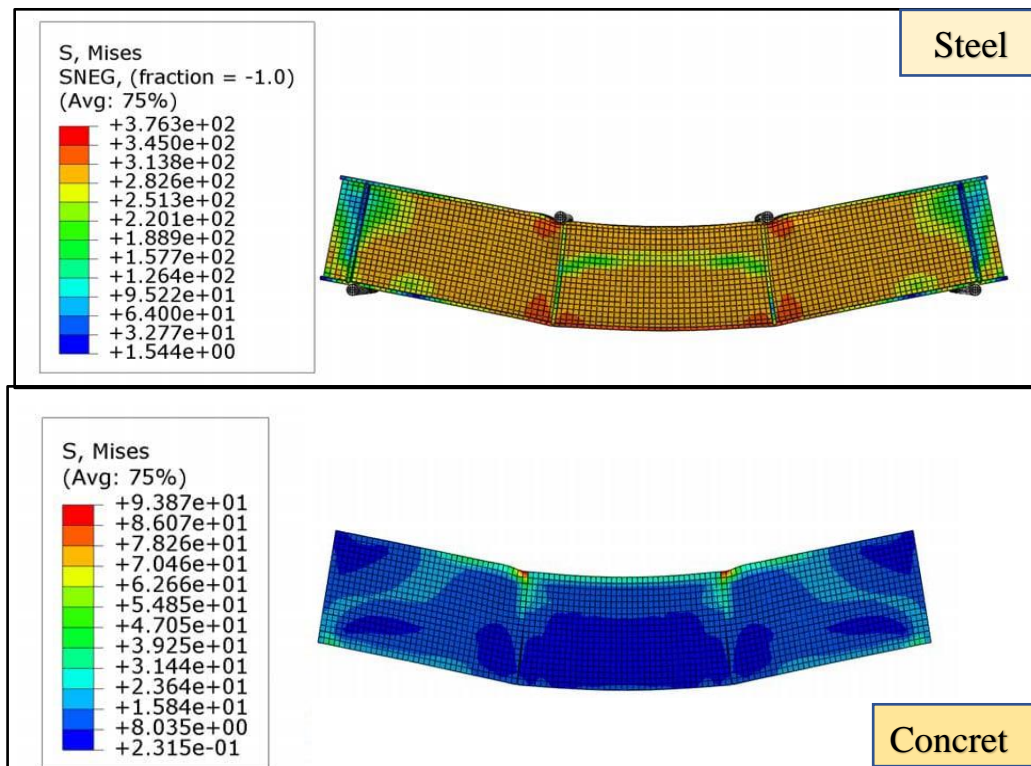 Steel
S, Mises
SNEG, (fraction = -1.0)
(Avg: 75%)
+3.763e+02
+3.450e+02
+3.138e+02
+2.826e+02
+2.513e+02
+2.201e+02
+1.889e+02
+1.577e+02
+1.264e+02
+9.522e+01
+6.400e+01
+3.277e+01
+1.544e+00
S, Mises
(Avg: 75%)
+9.387e+01
+8.607e+01
+7.826e+01
+7.046e+01
+6.266e+01
+5.485e+01
+4.705e+01
+3.925e+01
+3.144e+01
+2.364e+01
+1.584e+01
+8.035e+00
+2.315e-01
Concret